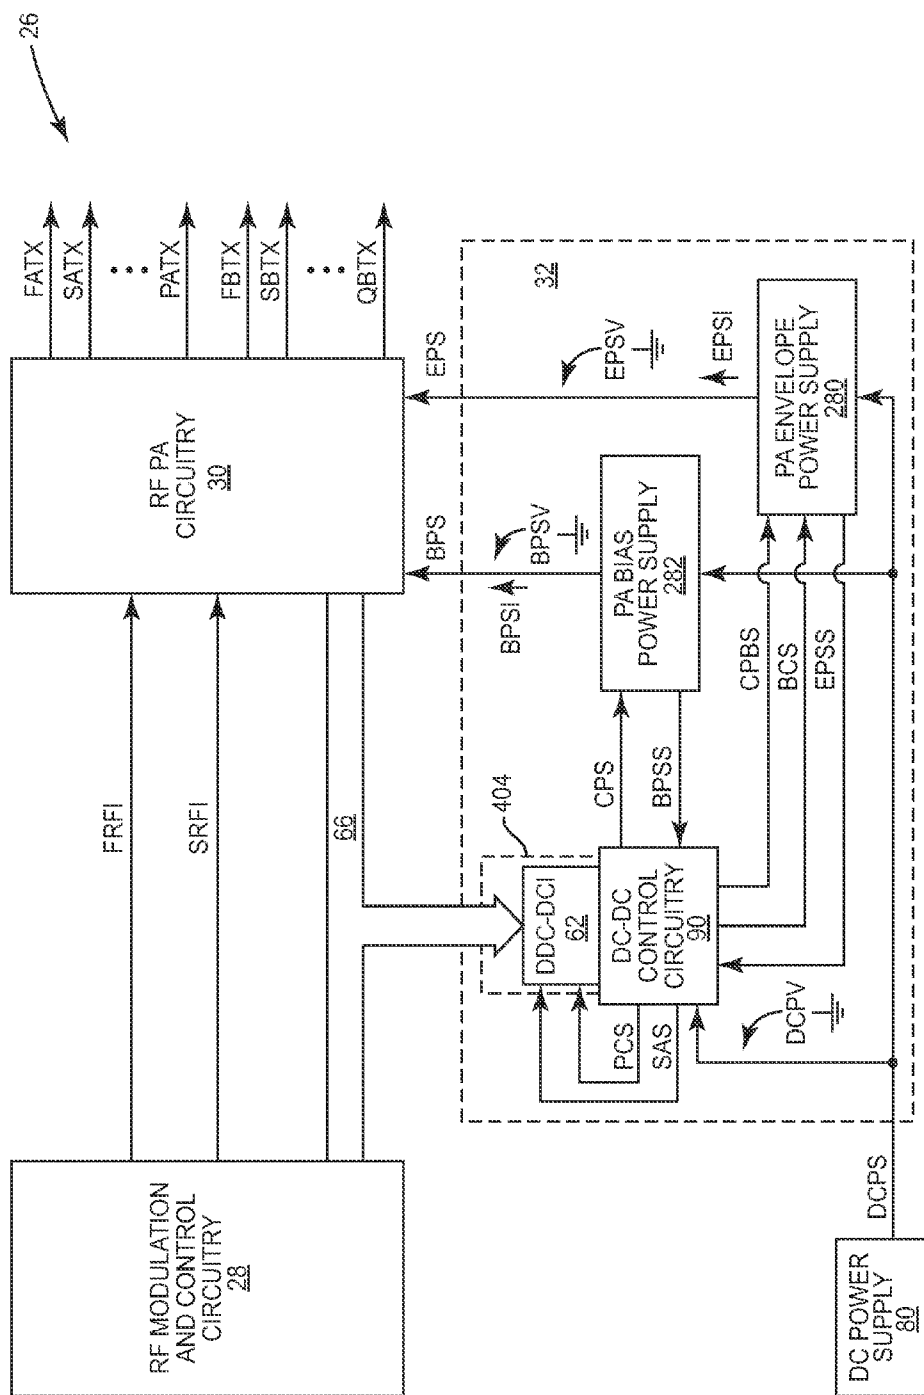 26
FATX
SATX
PATX
FBTX
SBTX
QBTX
RF PA
CIRCUITRY
30
FRFI
SRFI
66
RF MODULATION
AND CONTROL
CIRCUITRY
28
BPS
EPS
32
BPSI
BPSV
EPSV
EPSI
PA BIAS
POWER SUPPLY
282
PA ENVELOPE
POWER SUPPLY
280
404
CPS
BPSS
CPBS
BCS
EPSS
DDC-DCI
62
DC-DC
CONTROL
CIRCUITRY
90
PCS
SAS
DCPV
DCPS
DC POWER
SUPPLY
80